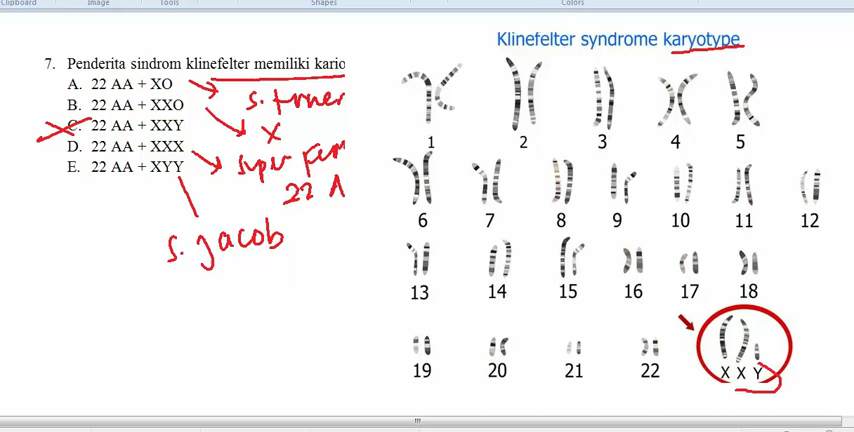 Clipboard
Image
Tools
Shapes
Colors
Klinefelter syndrome karyotype
7. Penderita sindrom klinefelter memiliki kario
A. 22 AA + XO
B. 22 AA + XXO
C. 22 AA + XXY
D. 22 AA + XXX
E. 22 AA + XYY
s. turner
X
super fem
22 A
s. jacob
1 2 3 4 5
6 7 8 9 10 11 12
13 14 15 16 17 18
19 20 21 22 X X Y